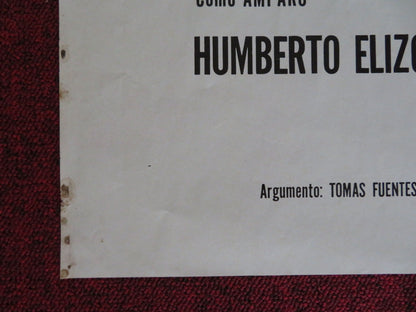 COMO AMPARO
HUMBERTO ELIZO
Argumento: TOMAS FUENTES